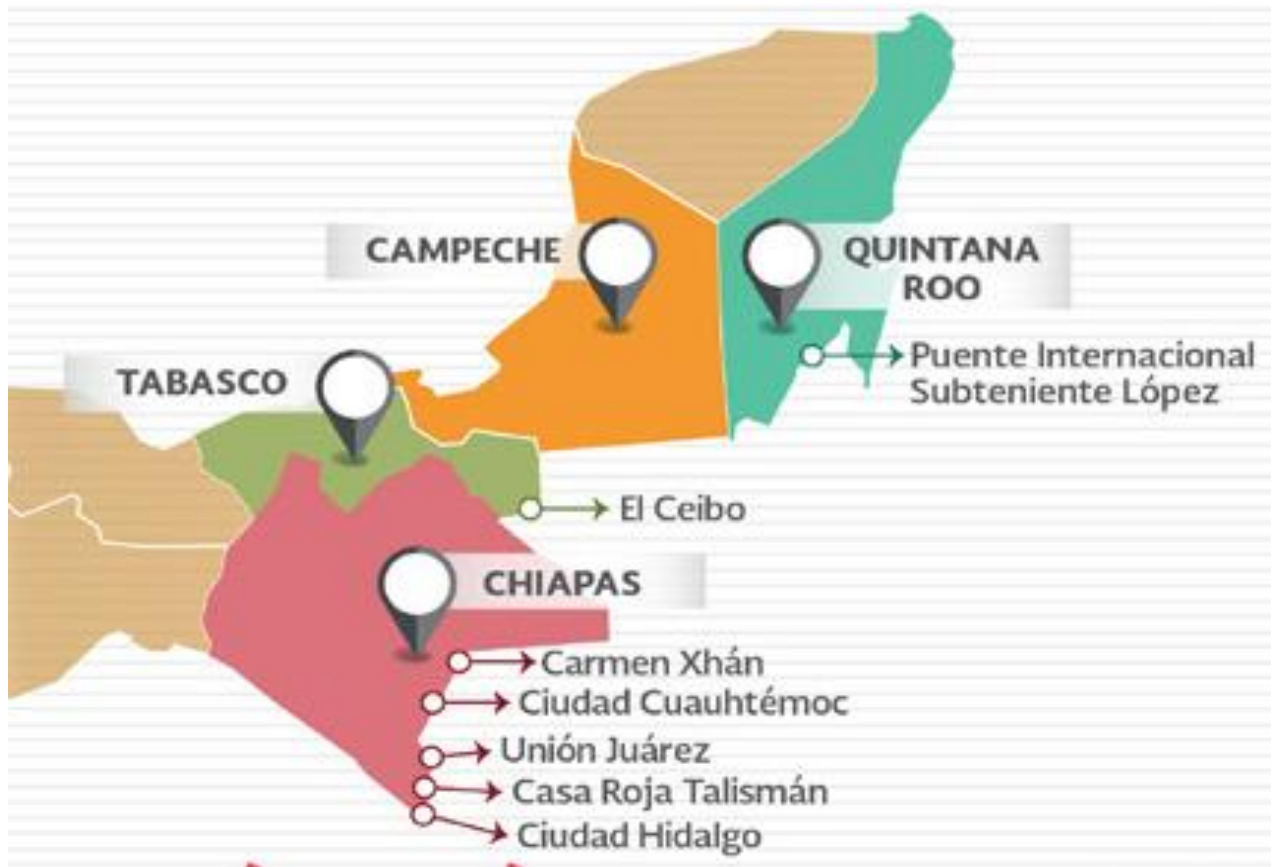 CAMPECHE
QUINTANA
ROO
Puente Internacional
Subteniente López
TABASCO
El Ceibo
CHIAPAS
Carmen Xhán
Ciudad Cuauhtémoc
Unión Juárez
Casa Roja Talismán
Ciudad Hidalgo